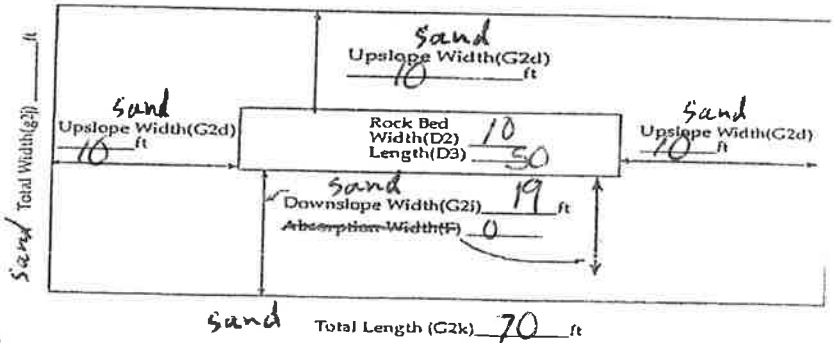 sand
Upslope Width(G2d)
10 ft
sand Total Width(g2j) ____ ft
sand
Upslope Width(G2d)
10 ft
Rock Bed
Width(D2) 10
Length(D3) 50
sand
Upslope Width(G2d)
10 ft
sand
Downslope Width(G2i) 19 ft
Absorption Width(F) 0
sand Total Length (G2k) 70 ft